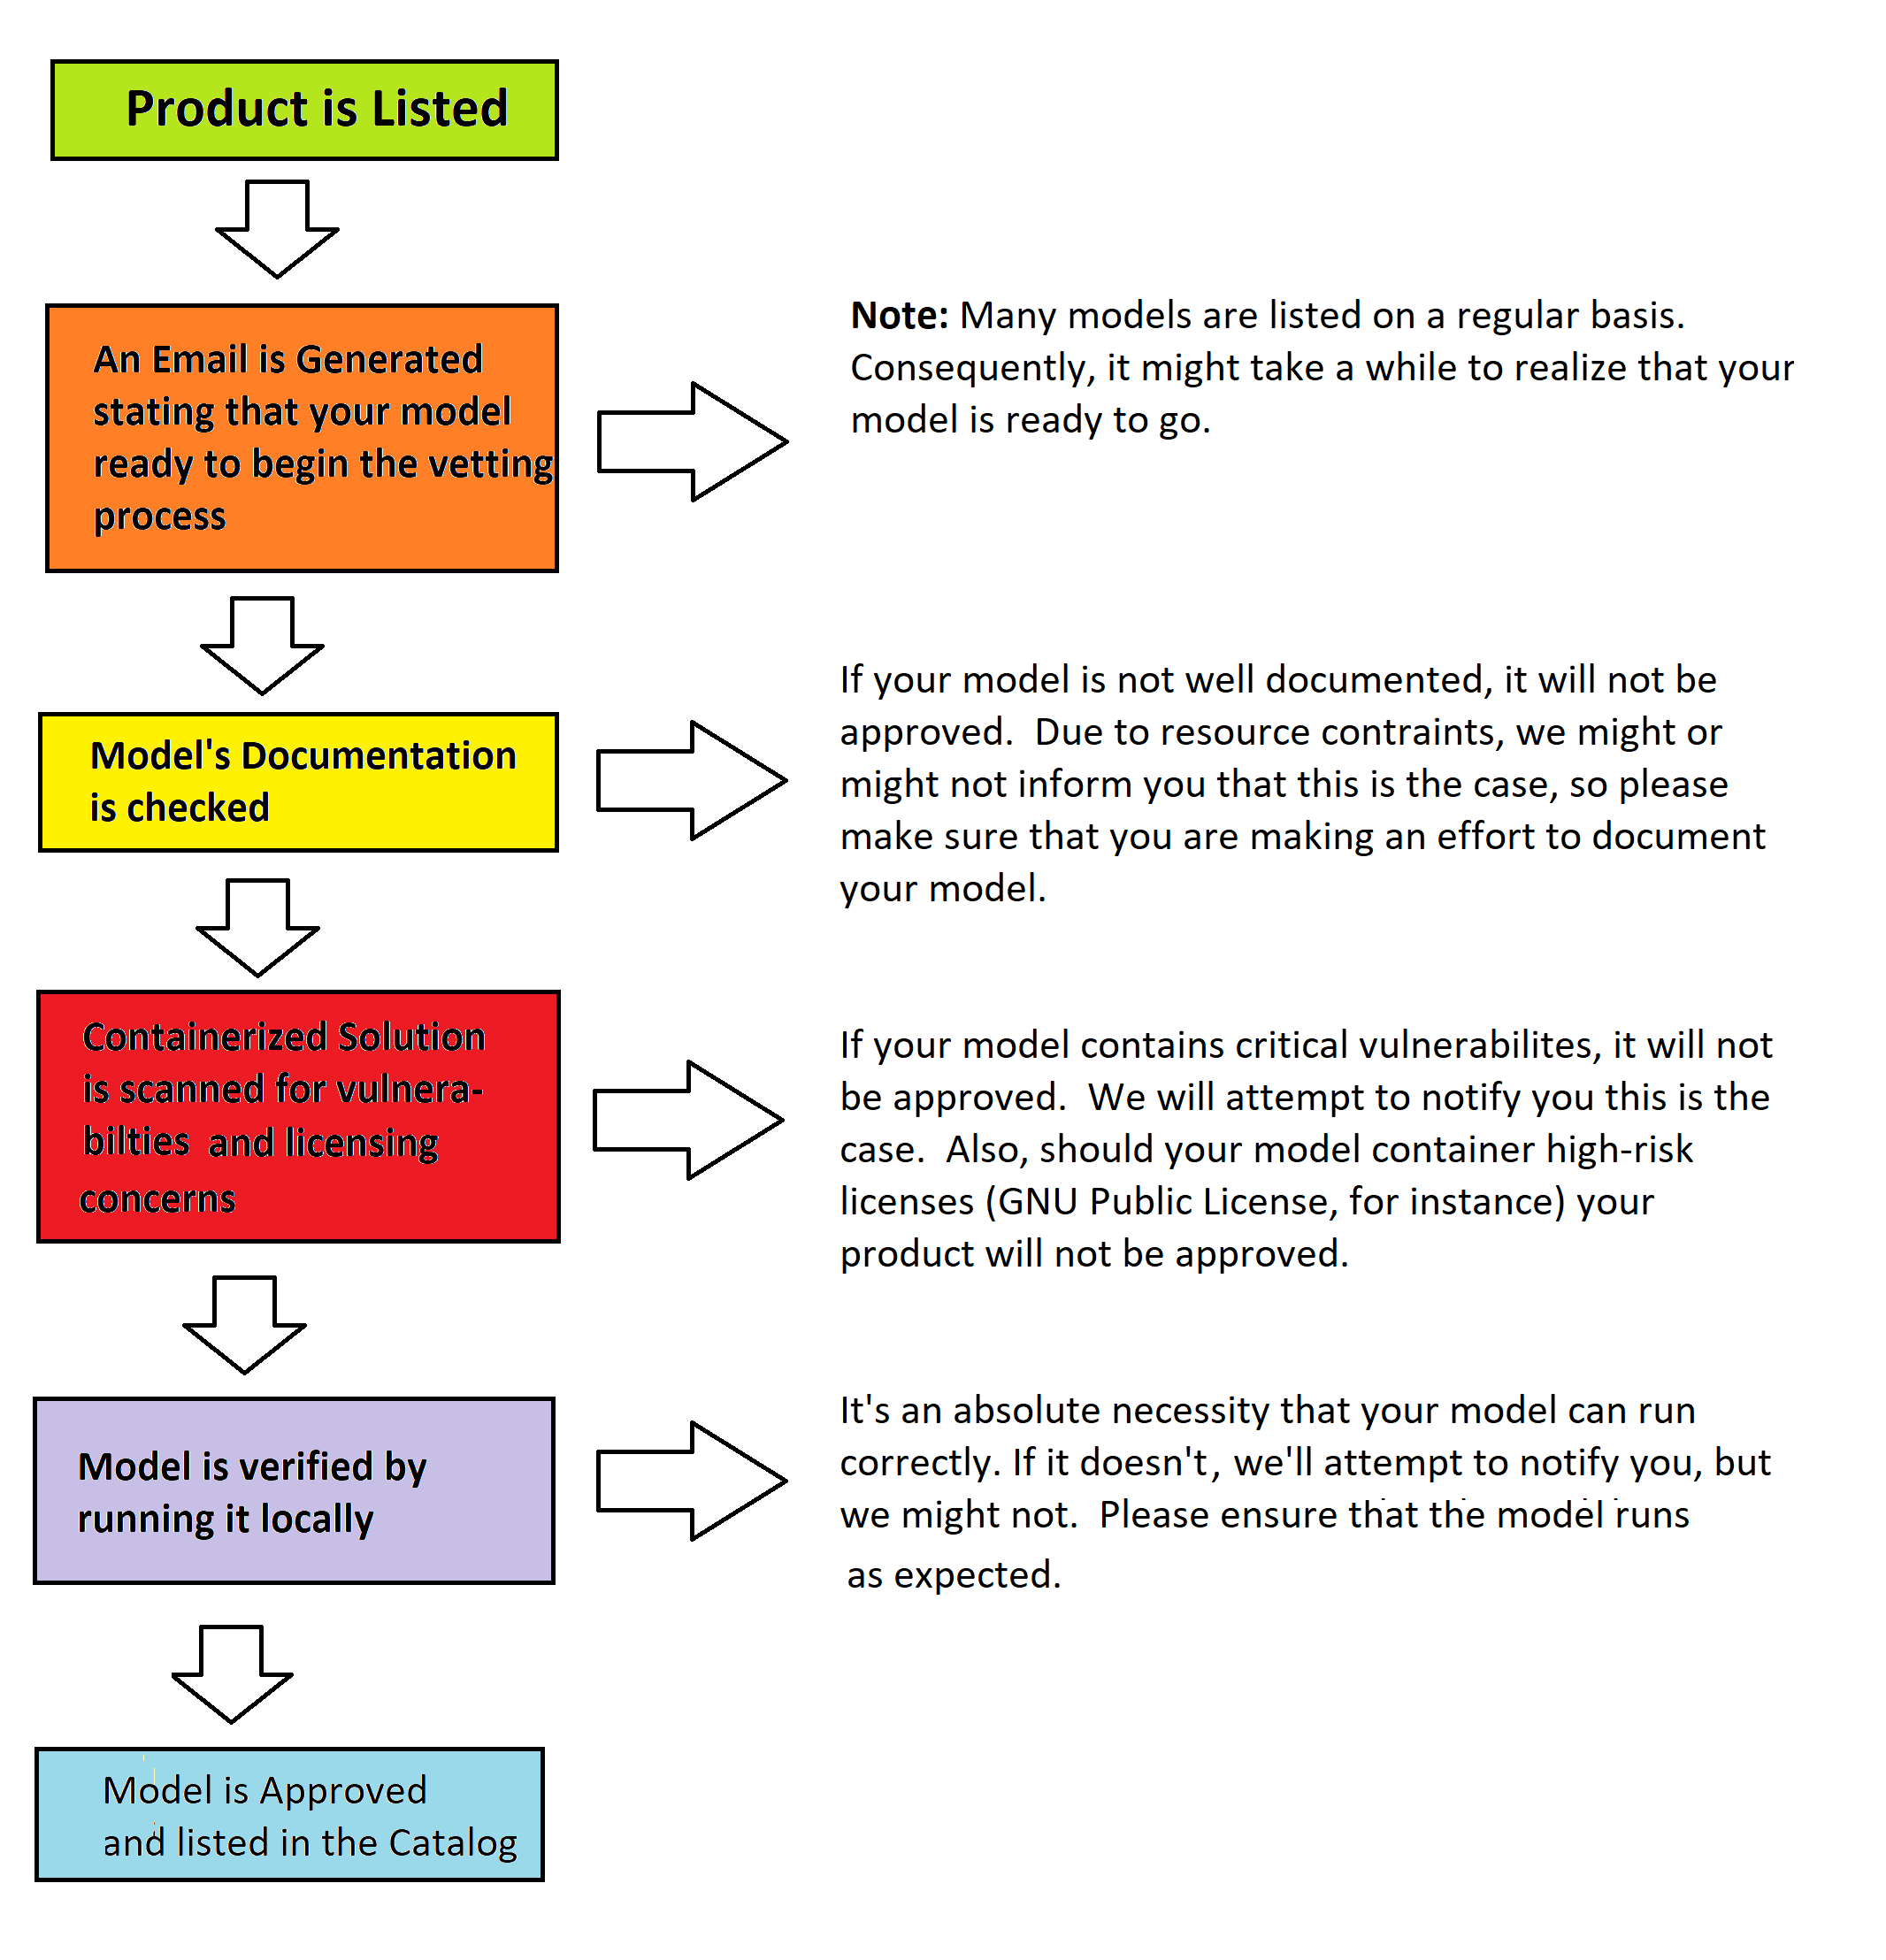 Product is Listed
An Email is Generated
stating that your model
ready to begin the vetting
process
Note: Many models are listed on a regular basis.
Consequently, it might take a while to realize that your
model is ready to go.
Model's Documentation
is checked
If your model is not well documented, it will not be
approved.  Due to resource contraints, we might or
might not inform you that this is the case, so please
make sure that you are making an effort to document
your model.
Containerized Solution
is scanned for vulnera-
bilties and licensing
concerns
If your model contains critical vulnerabilites, it will not
be approved.  We will attempt to notify you this is the
case.  Also, should your model container high-risk
licenses (GNU Public License, for instance) your
product will not be approved.
Model is verified by
running it locally
It's an absolute necessity that your model can run
correctly. If it doesn't, we'll attempt to notify you, but
we might not.  Please ensure that the model runs
as expected.
Model is Approved
and listed in the Catalog